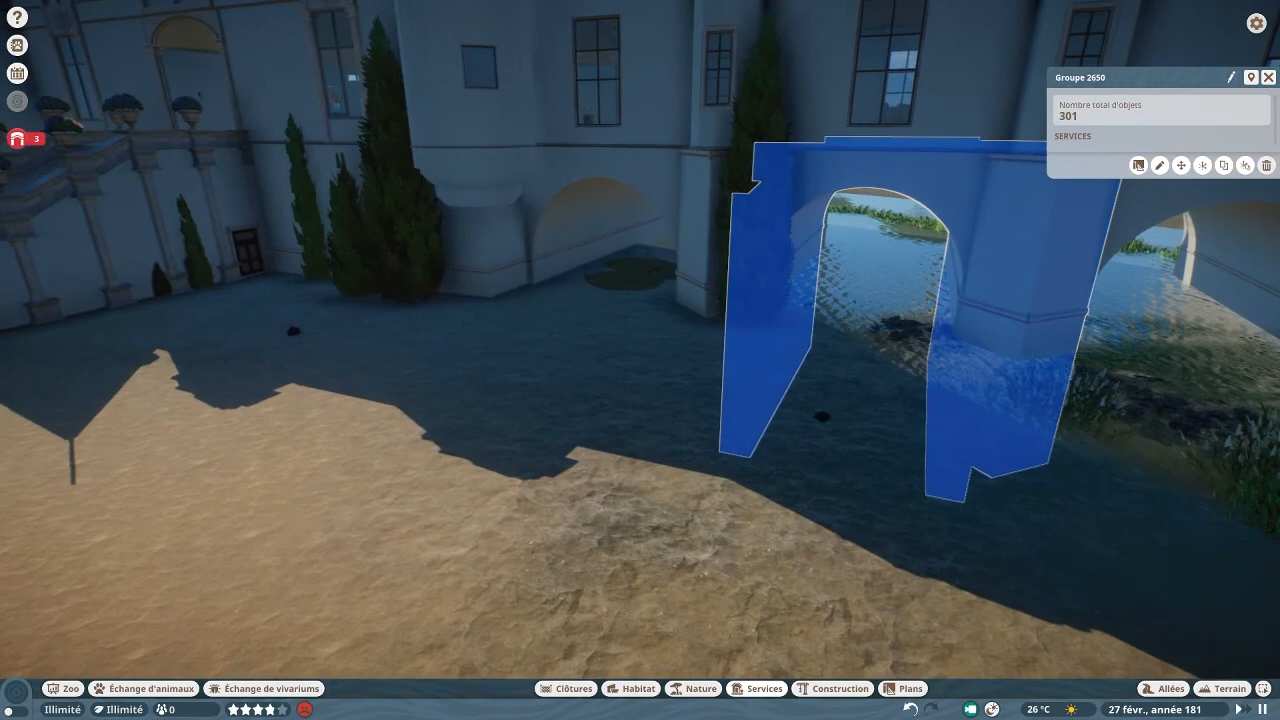 ?
3
Groupe 2650
Nombre total d'objets
301
SERVICES
Zoo
Échange d'animaux
Échange de vivariums
Clôtures
Habitat
Nature
Services
Construction
Plans
Allées
Terrain
Illimité
Illimité
0
26 °C
27 févr., année 181